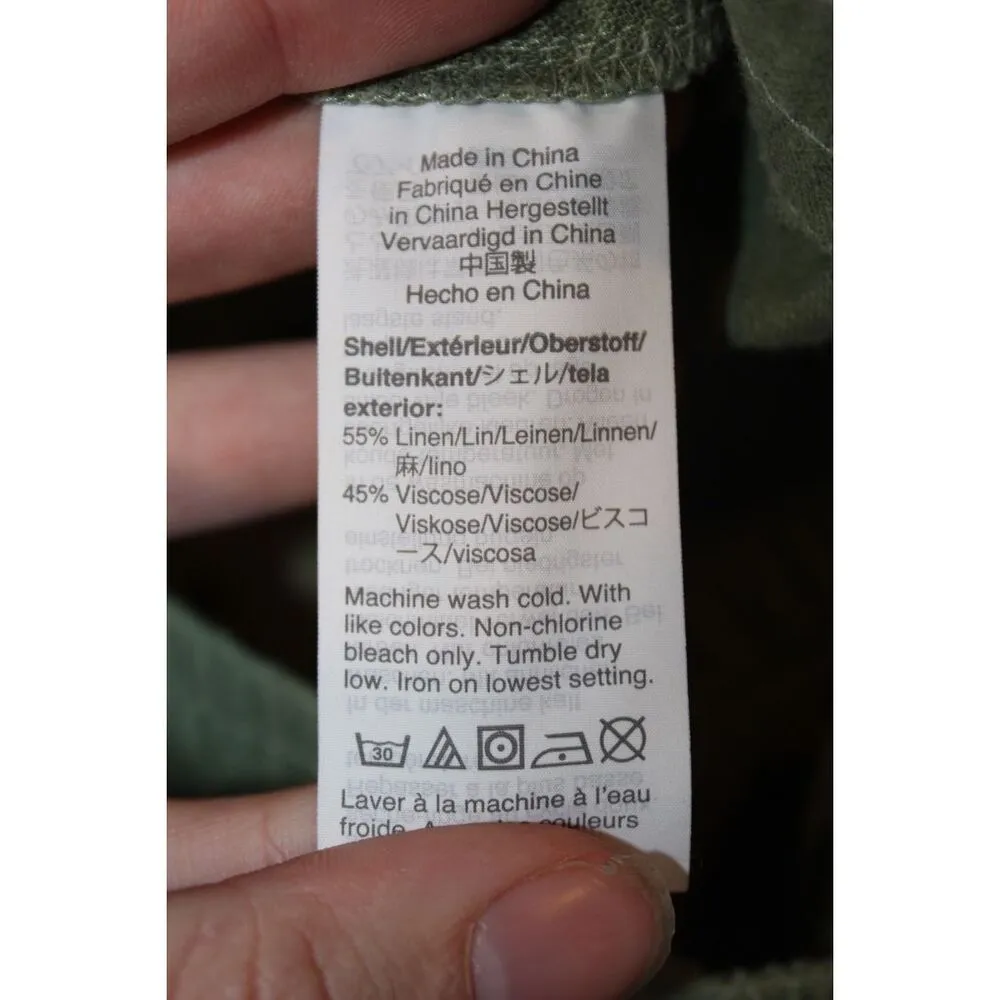 Made in China
Fabriqué en Chine
in China Hergestellt
Vervaardigd in China
中国製
Hecho en China
Shell/Extérieur/Oberstoff/
Buitenkant/シェル/tela
exterior:
55% Linen/Lin/Leinen/Linnen/
麻/lino
45% Viscose/Viscose/
Viskose/Viscose/ビスコ
ース/viscosa
Machine wash cold. With
like colors. Non-chlorine
bleach only. Tumble dry
low. Iron on lowest setting.
30
Laver à la machine à l'eau
froide. couleurs